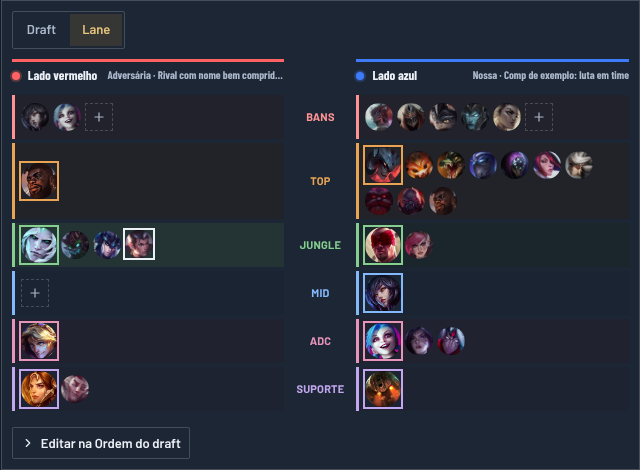 Draft Lane
Lado vermelho Adversária · Rival com nome bem comprid...
Lado azul Nossa · Comp de exemplo: luta em time
BANS
TOP
JUNGLE
MID
ADC
SUPORTE
Editar na Ordem do draft